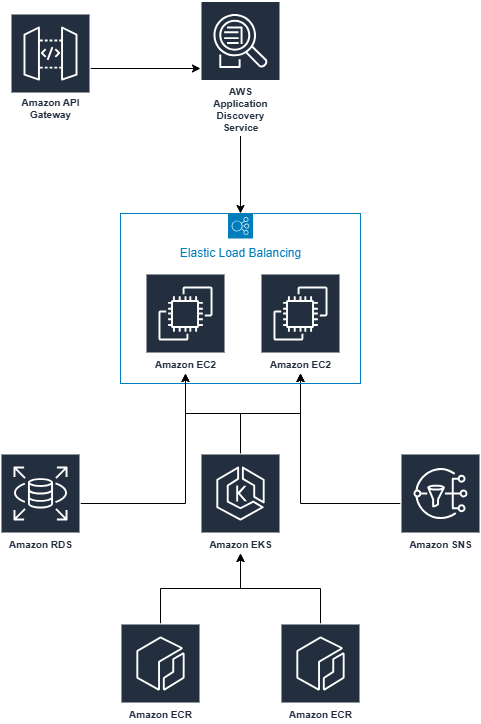 Amazon API
Gateway
AWS
Application
Discovery
Service
Elastic Load Balancing
Amazon EC2
Amazon EC2
Amazon RDS
Amazon EKS
Amazon SNS
Amazon ECR
Amazon ECR